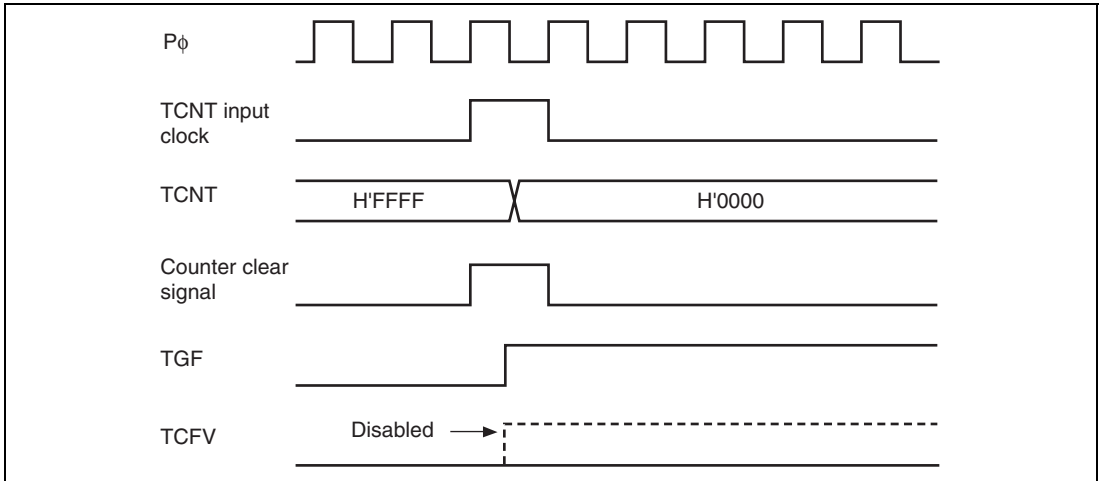 Pϕ
TCNT input
clock
TCNT
H'FFFF
H'0000
Counter clear
signal
TGF
TCFV
Disabled